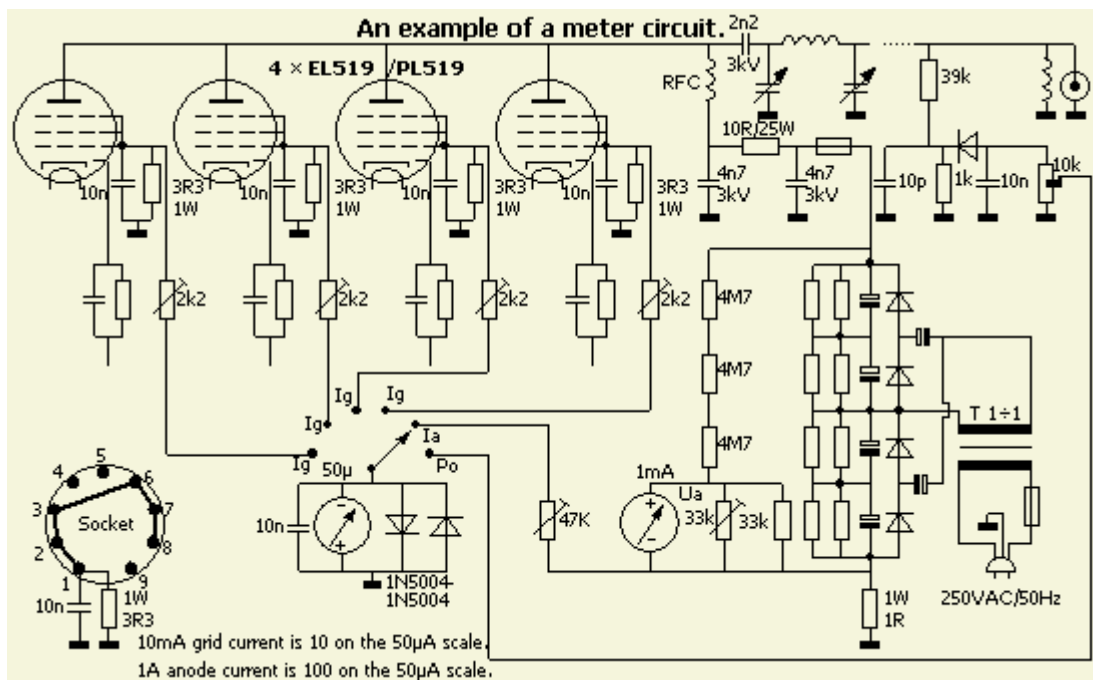 An example of a meter circuit.
2n2
3kV
4 × EL519 /PL519
RFC
39k
10R/25W
10n
3R3
1W
10n
3R3
1W
10n
3R3
1W
10n
3R3
1W
4n7
3kV
4n7
3kV
10p
1k
10n
10k
2k2
2k2
2k2
2k2
4M7
4M7
4M7
Ig
Ig
Ig
Ig
Ia
Po
T 1÷1
50µ
10n
47K
1mA
Ua
33k
33k
5
4
6
3
Socket
7
2
8
1
9
1N5004
1N5004
10n
1W
3R3
1W
1R
250VAC/50Hz
10mA grid current is 10 on the 50µA scale.
1A anode current is 100 on the 50µA scale.